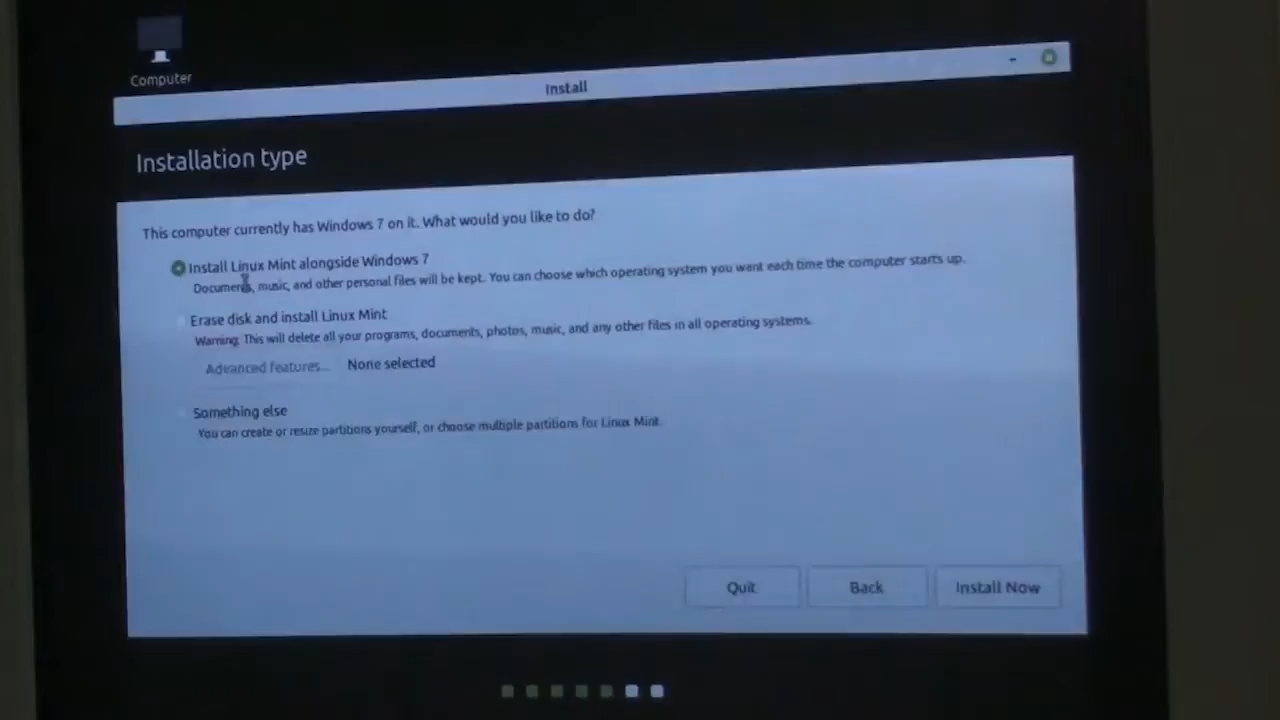 Computer
Install
Installation type
This computer currently has Windows 7 on it. What would you like to do?
Install Linux Mint alongside Windows 7
Documents, music, and other personal files will be kept. You can choose which operating system you want each time the computer starts up.
Erase disk and install Linux Mint
Warning: This will delete all your programs, documents, photos, music, and any other files in all operating systems.
Advanced features... None selected
Something else
You can create or resize partitions yourself, or choose multiple partitions for Linux Mint.
Quit Back Install Now